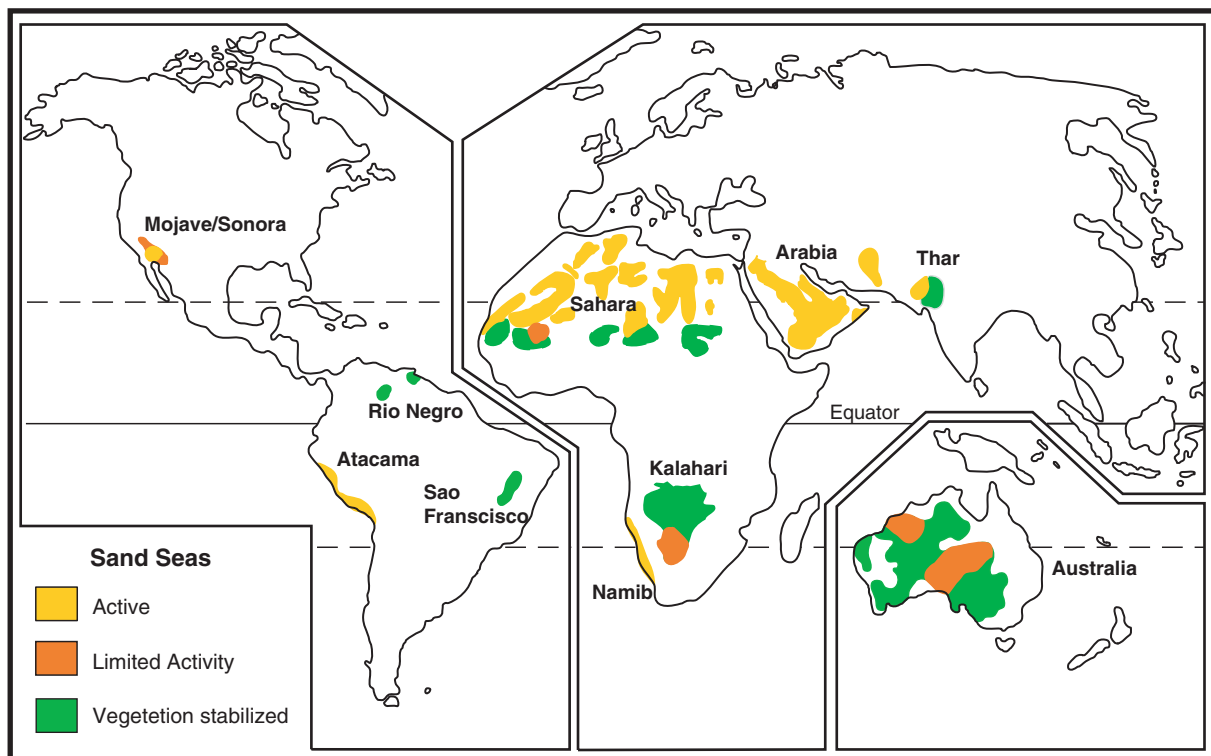 Mojave/Sonora
Arabia
Thar
Sahara
Rio Negro
Equator
Atacama
Kalahari
Sao
Franscisco
Namib
Australia
Sand Seas
Active
Limited Activity
Vegetetion stabilized